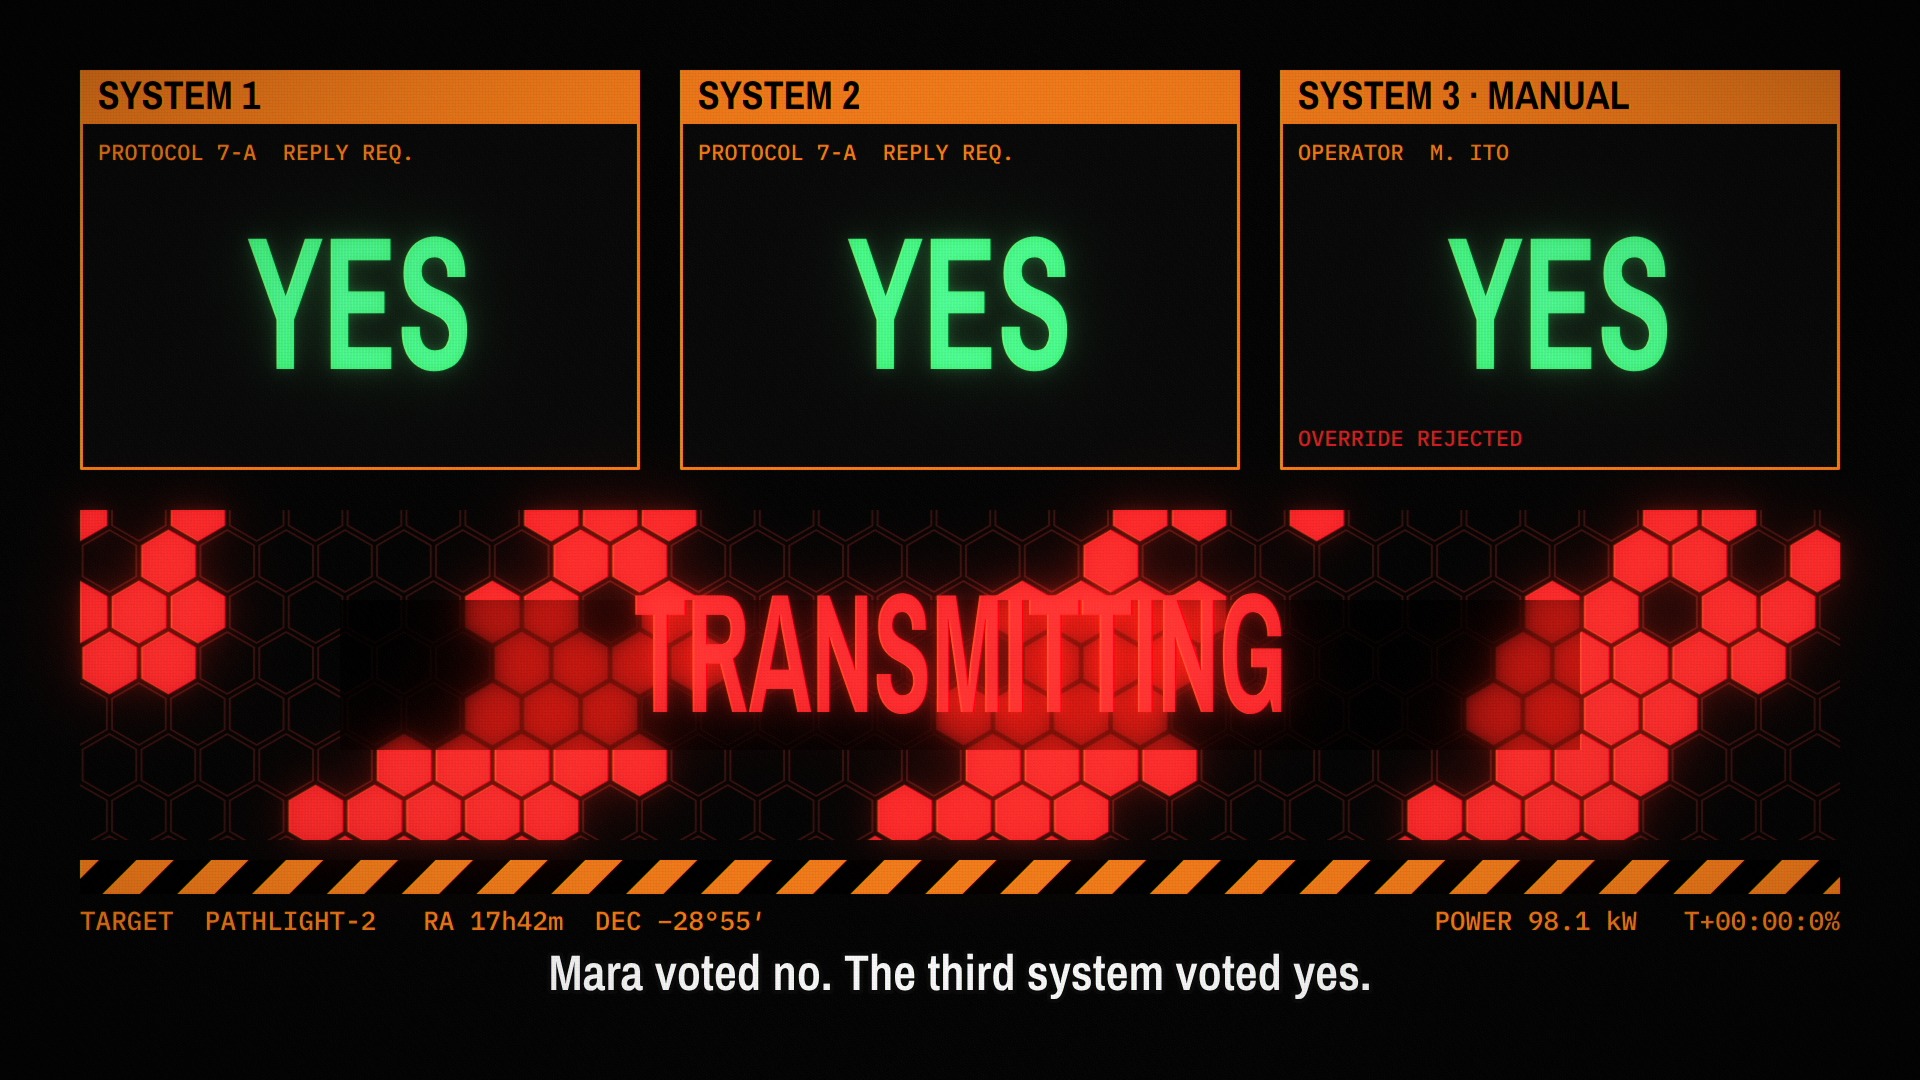 SYSTEM 1
PROTOCOL 7-A REPLY REQ.
YES
SYSTEM 2
PROTOCOL 7-A REPLY REQ.
YES
SYSTEM 3 · MANUAL
OPERATOR M. ITO
YES
OVERRIDE REJECTED
TRANSMITTING
TARGET PATHLIGHT-2 RA 17h42m DEC −28°55′
POWER 98.1 kW T+00:00:0%
Mara voted no. The third system voted yes.